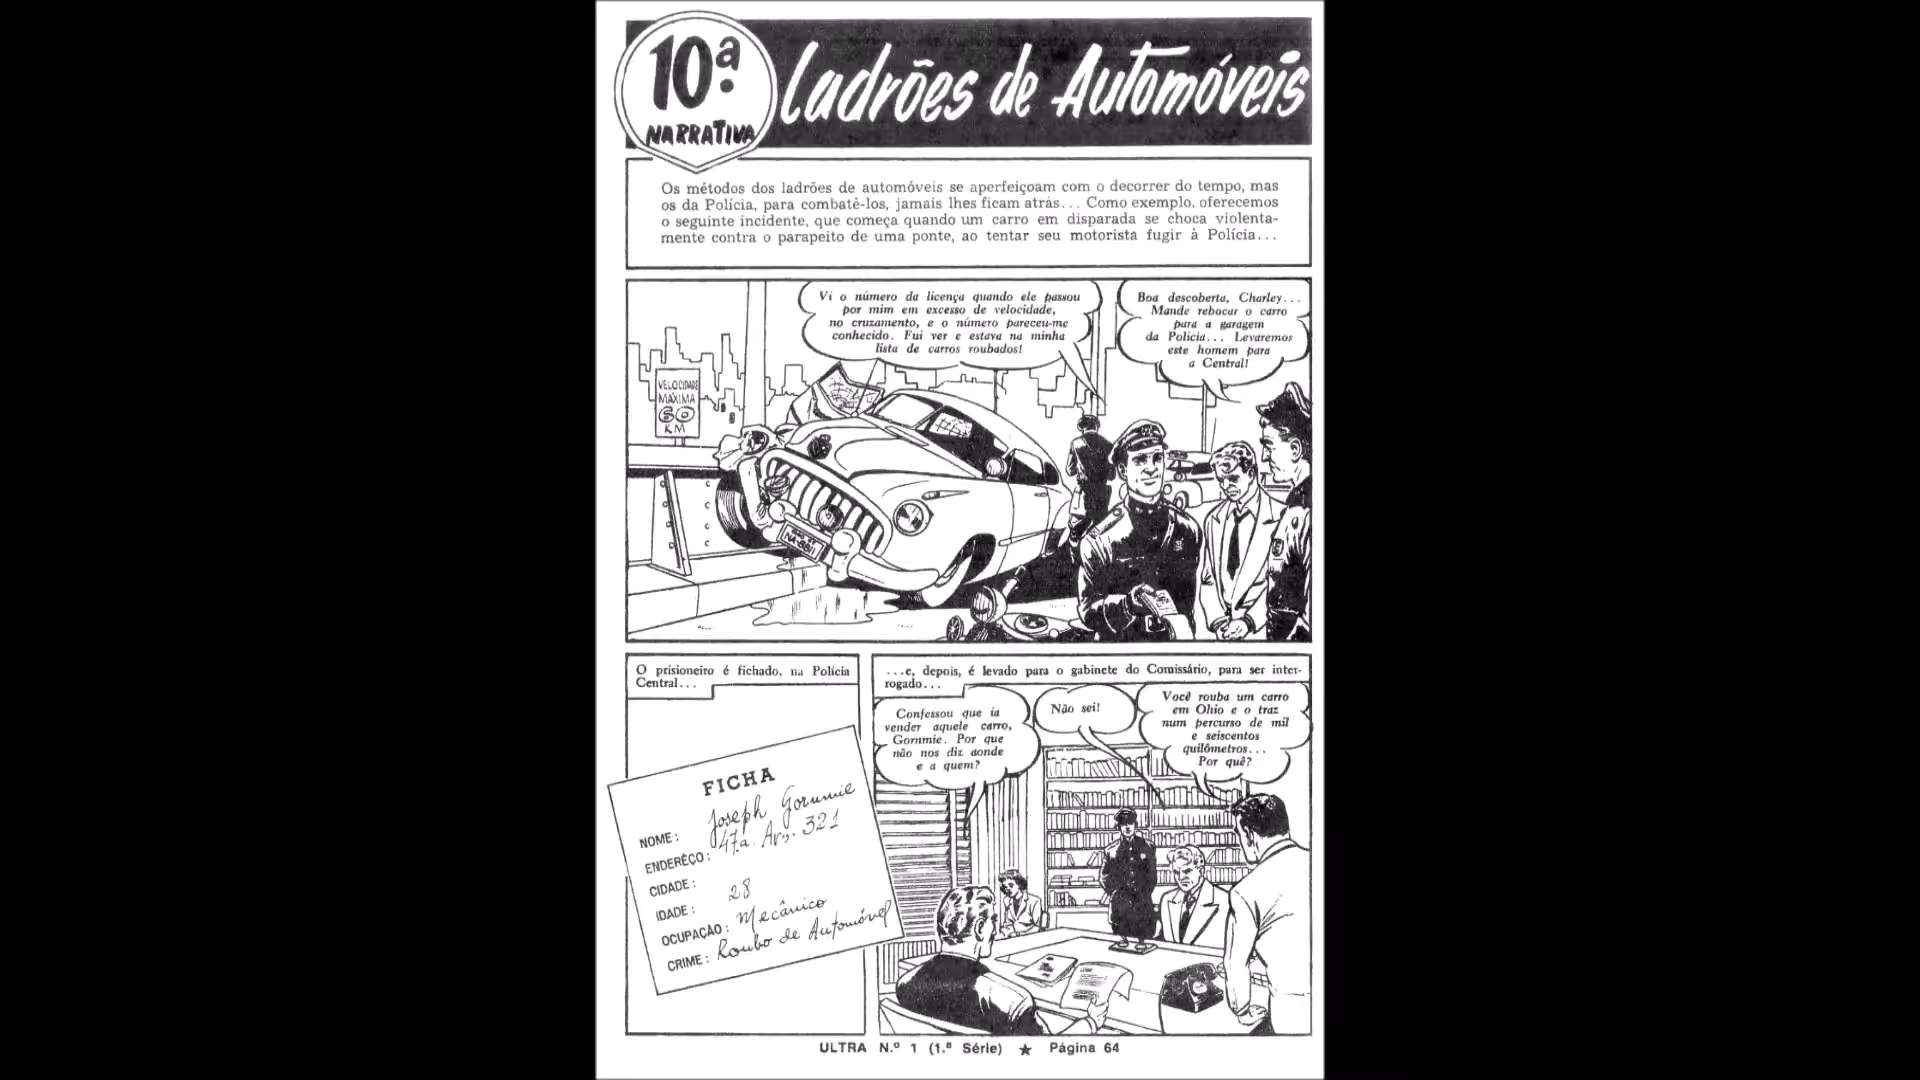 10ª.
NARRATIVA
Ladrões de Automóveis
Os métodos dos ladrões de automóveis se aperfeiçoam com o decorrer do tempo, mas
os da Polícia, para combatê-los, jamais lhes ficam atrás... Como exemplo, oferecemos
o seguinte incidente, que começa quando um carro em disparada se choca violenta-
mente contra o parapeito de uma ponte, ao tentar seu motorista fugir à Polícia...
Vi o número da licença quando ele passou
por mim em excesso de velocidade,
no cruzamento, e o número pareceu-me
conhecido. Fui ver e estava na minha
lista de carros roubados!
Boa descoberta, Charley...
Mande rebocar o carro
para a garagem
da Polícia... Levaremos
este homem para
a Central!
VELOCIDADE
MAXIMA
60
KM
NA-8811
O prisioneiro é fichado, na Polícia
Central...
FICHA
NOME: Joseph Gornmie
ENDERÊÇO: 47.a. Av. 321
CIDADE:
IDADE: 28
OCUPAÇÃO: Mecânico
CRIME: Roubo de Automóvel
...e, depois, é levado para o gabinete do Comissário, para ser inter-
rogado...
Confessou que ia
vender aquele carro,
Gornmie. Por que
não nos diz aonde
e a quem?
Não sei!
Você rouba um carro
em Ohio e o traz
num percurso de mil
e seiscentos
quilômetros...
Por quê?
ULTRA N.º 1 (1.ª Série) ★ Página 64